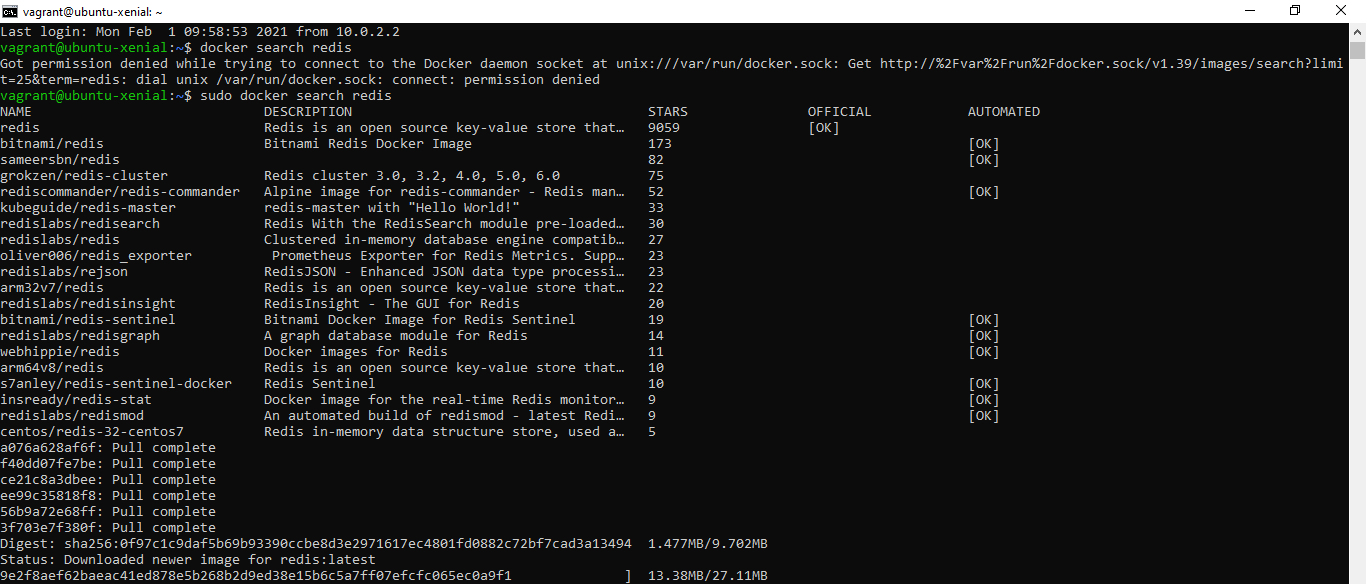 vagrant@ubuntu-xenial: ~
Last login: Mon Feb  1 09:58:53 2021 from 10.0.2.2
vagrant@ubuntu-xenial:~$ docker search redis
Got permission denied while trying to connect to the Docker daemon socket at unix:///var/run/docker.sock: Get http://%2Fvar%2Frun%2Fdocker.sock/v1.39/images/search?limi
t=25&term=redis: dial unix /var/run/docker.sock: connect: permission denied
vagrant@ubuntu-xenial:~$ sudo docker search redis
NAME DESCRIPTION STARS OFFICIAL AUTOMATED
redis Redis is an open source key-value store that… 9059 [OK]
bitnami/redis Bitnami Redis Docker Image 173 [OK]
sameersbn/redis 82 [OK]
grokzen/redis-cluster Redis cluster 3.0, 3.2, 4.0, 5.0, 6.0 75
rediscommander/redis-commander Alpine image for redis-commander - Redis man… 52 [OK]
kubeguide/redis-master redis-master with "Hello World!" 33
redislabs/redisearch Redis With the RedisSearch module pre-loaded… 30
redislabs/redis Clustered in-memory database engine compatib… 27
oliver006/redis_exporter Prometheus Exporter for Redis Metrics. Supp… 23
redislabs/rejson RedisJSON - Enhanced JSON data type processi… 23
arm32v7/redis Redis is an open source key-value store that… 22
redislabs/redisinsight RedisInsight - The GUI for Redis 20
bitnami/redis-sentinel Bitnami Docker Image for Redis Sentinel 19 [OK]
redislabs/redisgraph A graph database module for Redis 14 [OK]
webhippie/redis Docker images for Redis 11 [OK]
arm64v8/redis Redis is an open source key-value store that… 10
s7anley/redis-sentinel-docker Redis Sentinel 10 [OK]
insready/redis-stat Docker image for the real-time Redis monitor… 9 [OK]
redislabs/redismod An automated build of redismod - latest Redi… 9 [OK]
centos/redis-32-centos7 Redis in-memory data structure store, used a… 5
a076a628af6f: Pull complete
f40dd07fe7be: Pull complete
ce21c8a3dbee: Pull complete
ee99c35818f8: Pull complete
56b9a72e68ff: Pull complete
3f703e7f380f: Pull complete
Digest: sha256:0f97c1c9daf5b69b93390ccbe8d3e2971617ec4801fd0882c72bf7cad3a13494 1.477MB/9.702MB
Status: Downloaded newer image for redis:latest
9e2f8aef62baeac41ed878e5b268b2d9ed38e15b6c5a7ff07efcfc065ec0a9f1 ] 13.38MB/27.11MB